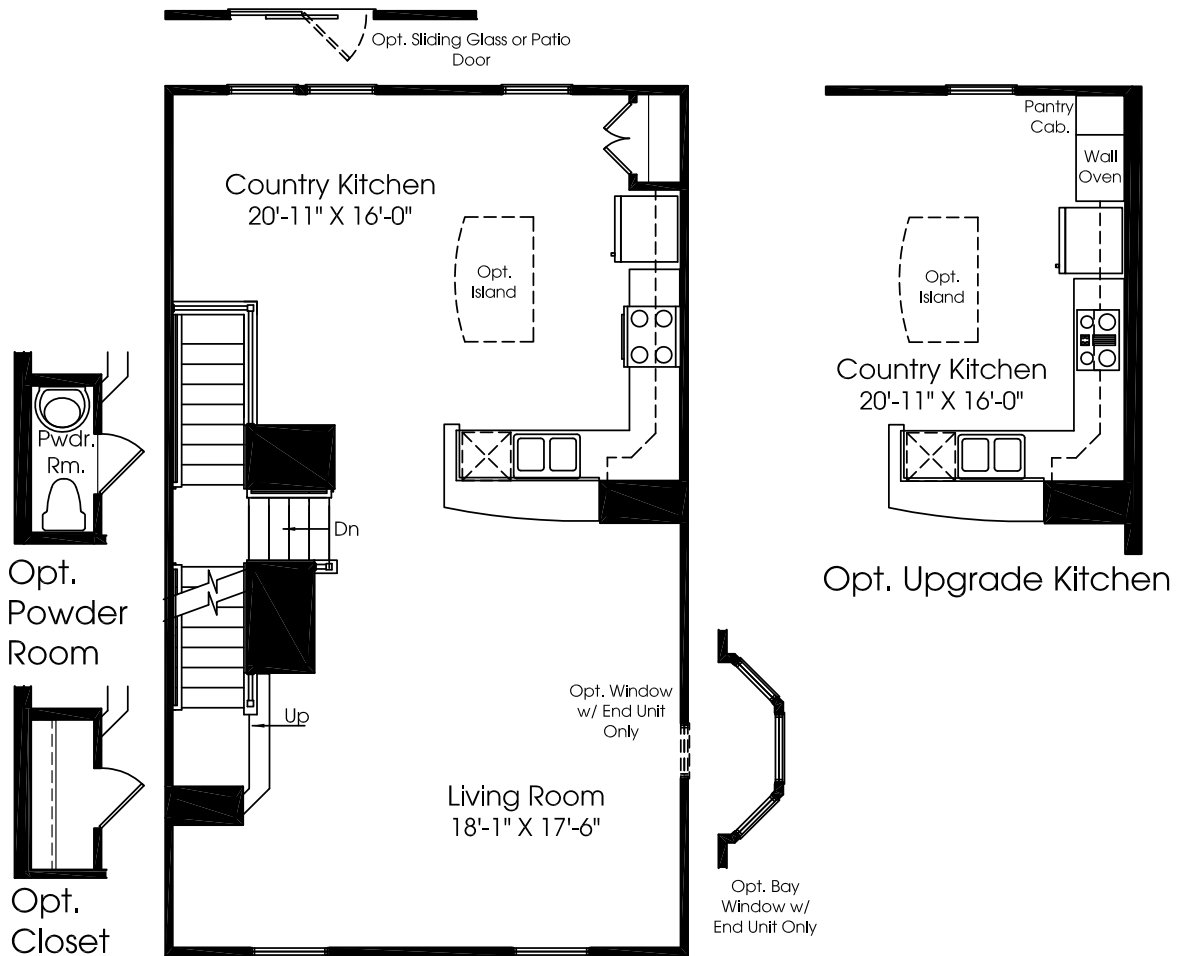 Opt. Sliding Glass or Patio
Door
Country Kitchen
20'-11" X 16'-0"
Opt.
Island
Pantry
Cab.
Wall
Oven
Opt.
Island
Country Kitchen
20'-11" X 16'-0"
Opt. Upgrade Kitchen
Pwdr.
Rm.
Opt.
Powder
Room
Dn
Up
Opt. Window
w/ End Unit
Only
Living Room
18'-1" X 17'-6"
Opt. Bay
Window w/
End Unit Only
Opt.
Closet